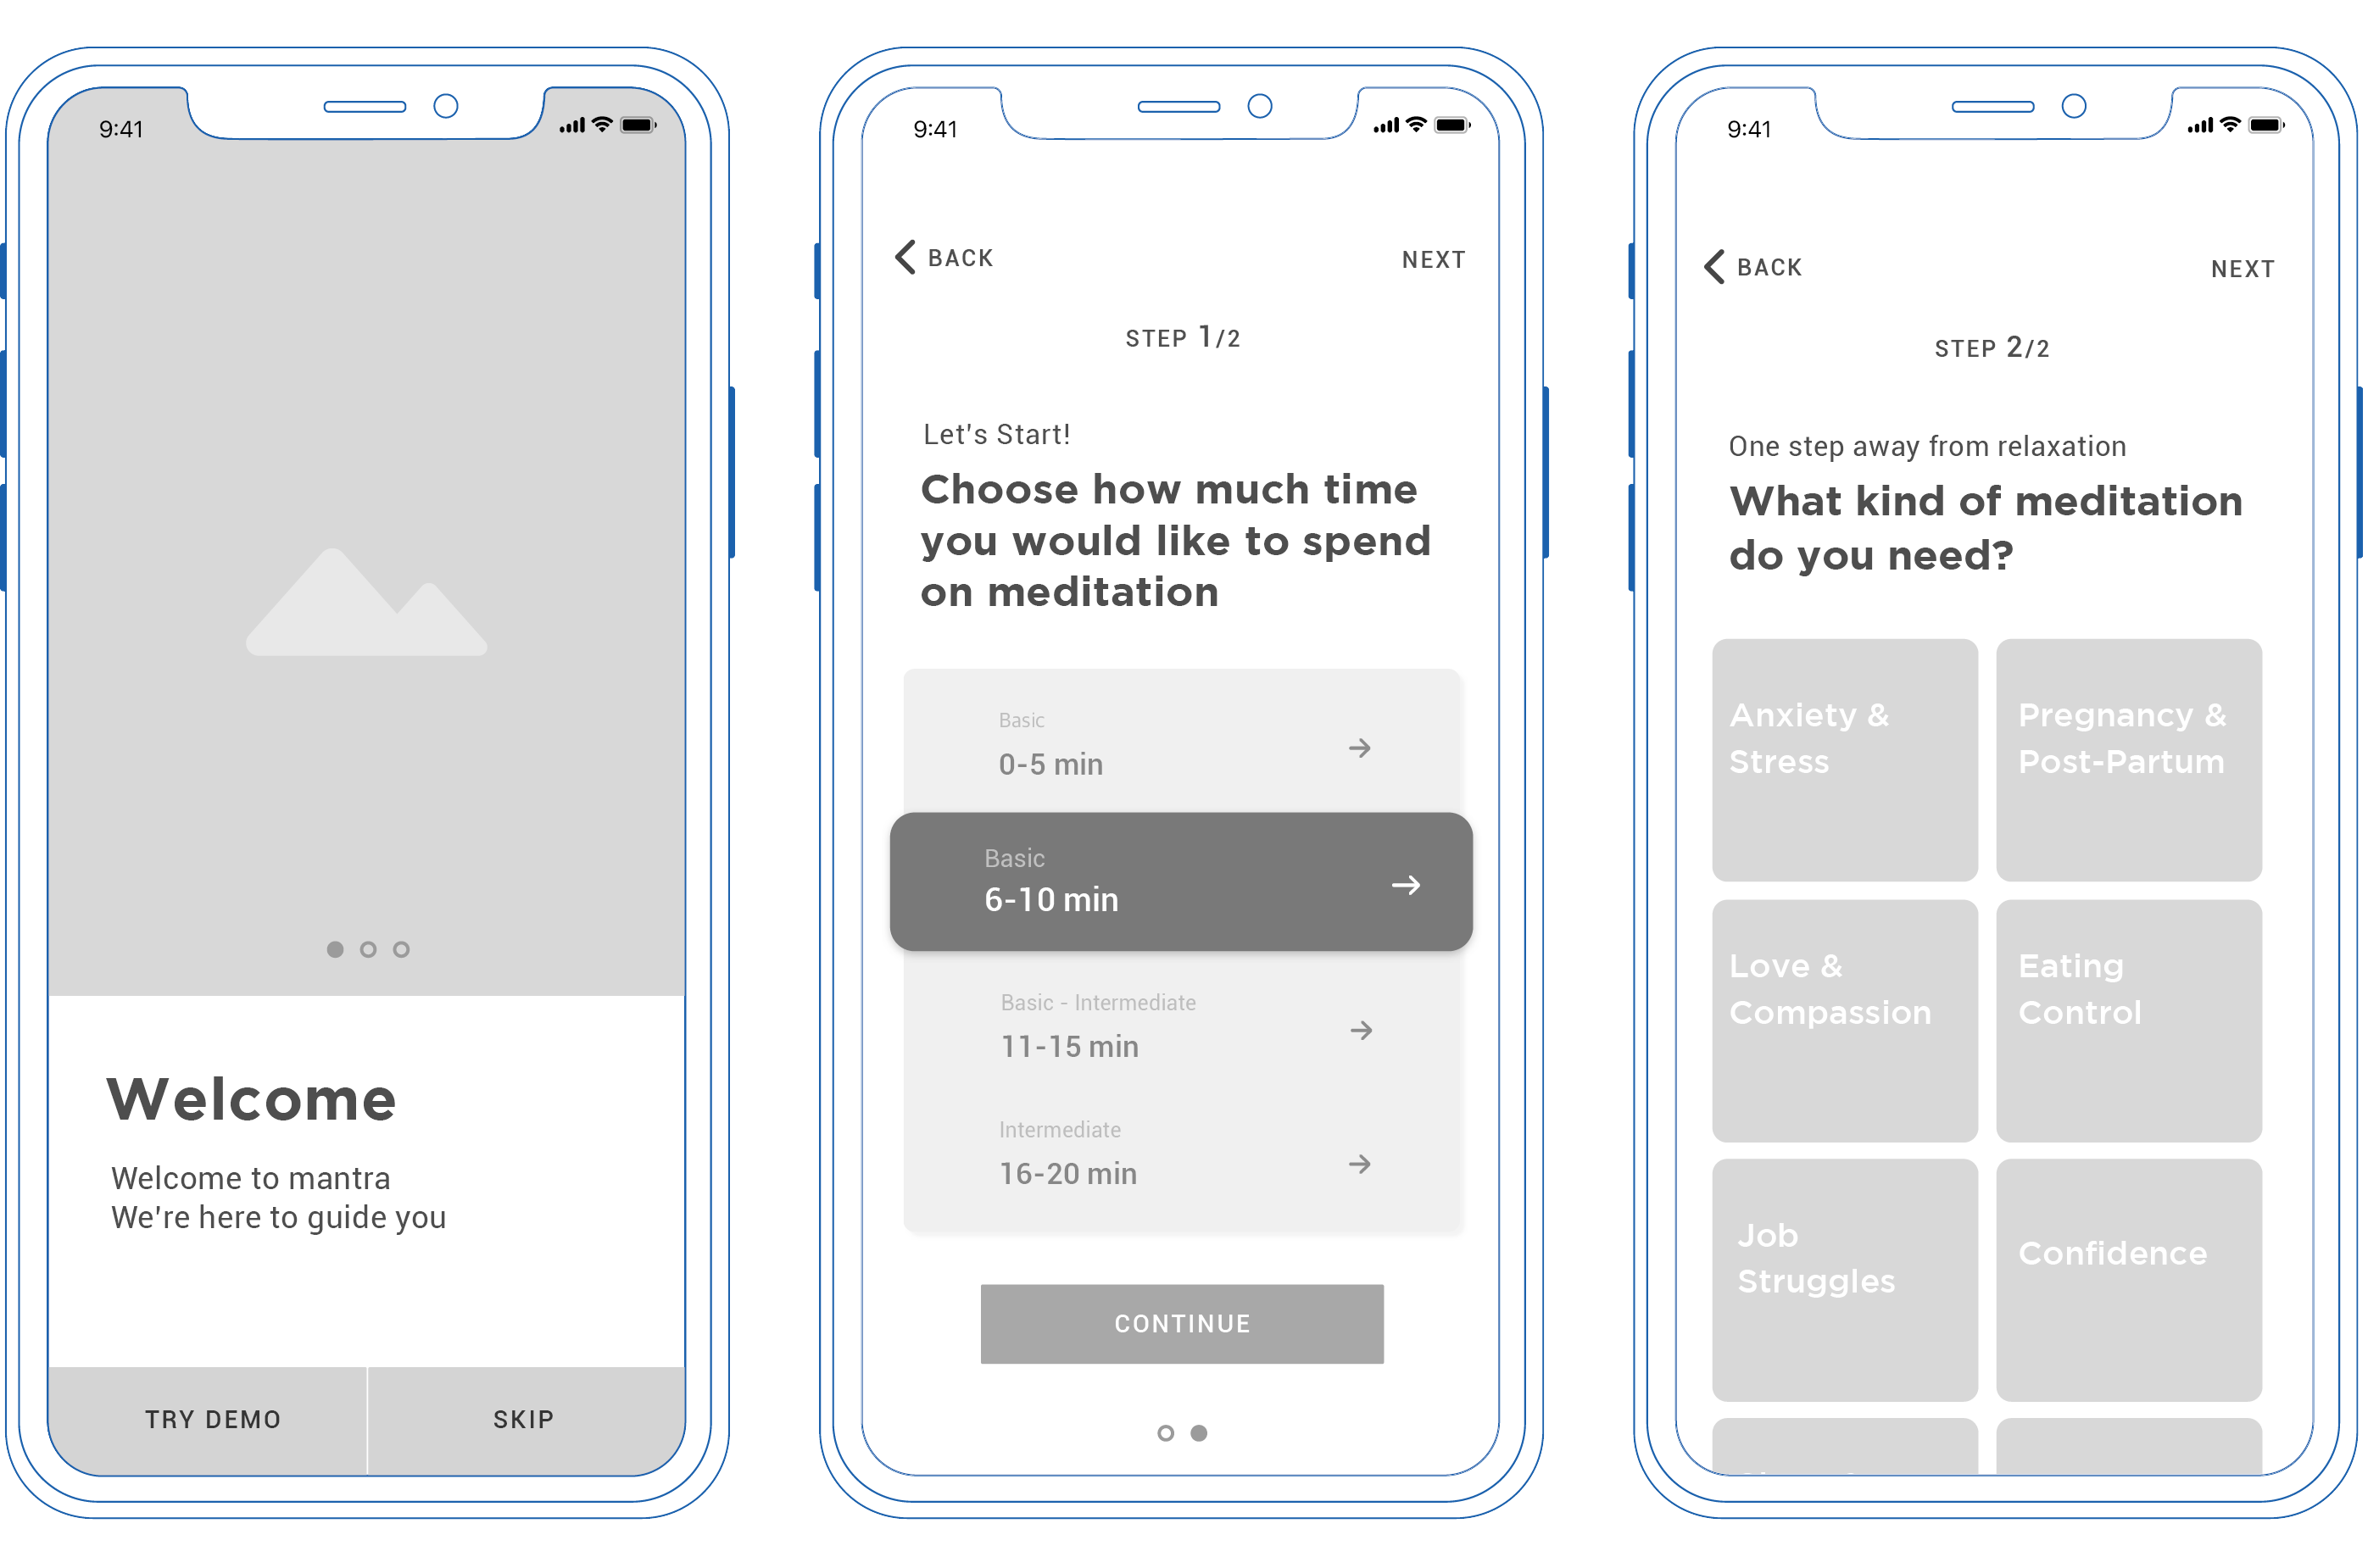 9:41
Welcome
Welcome to mantra
We're here to guide you
TRY DEMO
SKIP
9:41
BACK
NEXT
STEP 1/2
Let's Start!
Choose how much time
you would like to spend
on meditation
Basic
0-5 min
Basic
6-10 min
Basic - Intermediate
11-15 min
Intermediate
16-20 min
CONTINUE
9:41
BACK
NEXT
STEP 2/2
One step away from relaxation
What kind of meditation
do you need?
Anxiety &
Stress
Pregnancy &
Post-Partum
Love &
Compassion
Eating
Control
Job
Struggles
Confidence